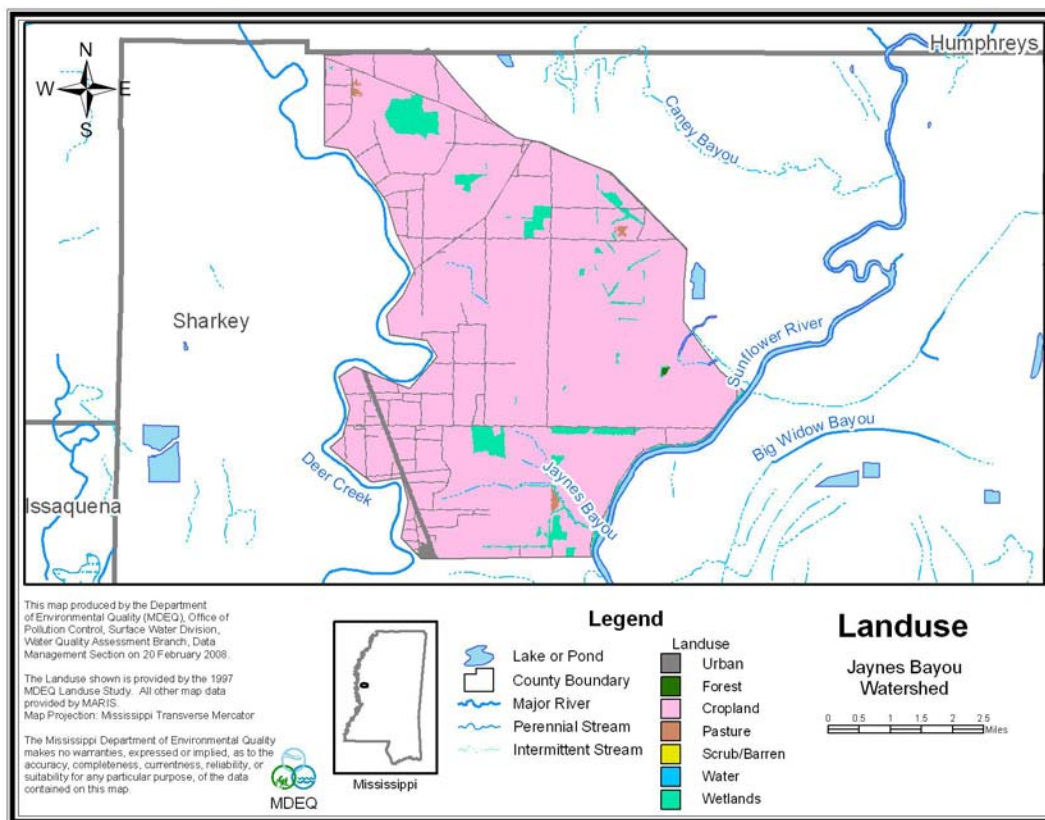 Humphreys
N
W E
S
Caney Bayou
Sharkey
Sunflower River
Big Widow Bayou
Deer Creek
Jaynes Bayou
Issaquena
This map produced by the Department
of Environmental Quality (MDEQ), Office of
Pollution Control, Surface Water Division,
Water Quality Assessment Branch, Data
Management Section on 20 February 2008.
The Landuse shown is provided by the 1997
MDEQ Landuse Study. All other map data
provided by MARIS.
Map Projection: Mississippi Transverse Mercator
The Mississippi Department of Environmental Quality
makes no warranties, expressed or implied, as to the
accuracy, completeness, currentness, reliability, or
suitability for any particular purpose, of the data
contained on this map.
MDEQ
Mississippi
Legend
Lake or Pond
County Boundary
Major River
Perennial Stream
Intermittent Stream
Landuse
Urban
Forest
Cropland
Pasture
Scrub/Barren
Water
Wetlands
Landuse
Jaynes Bayou
Watershed
0 0.5 1 1.5 2 2.5
Miles